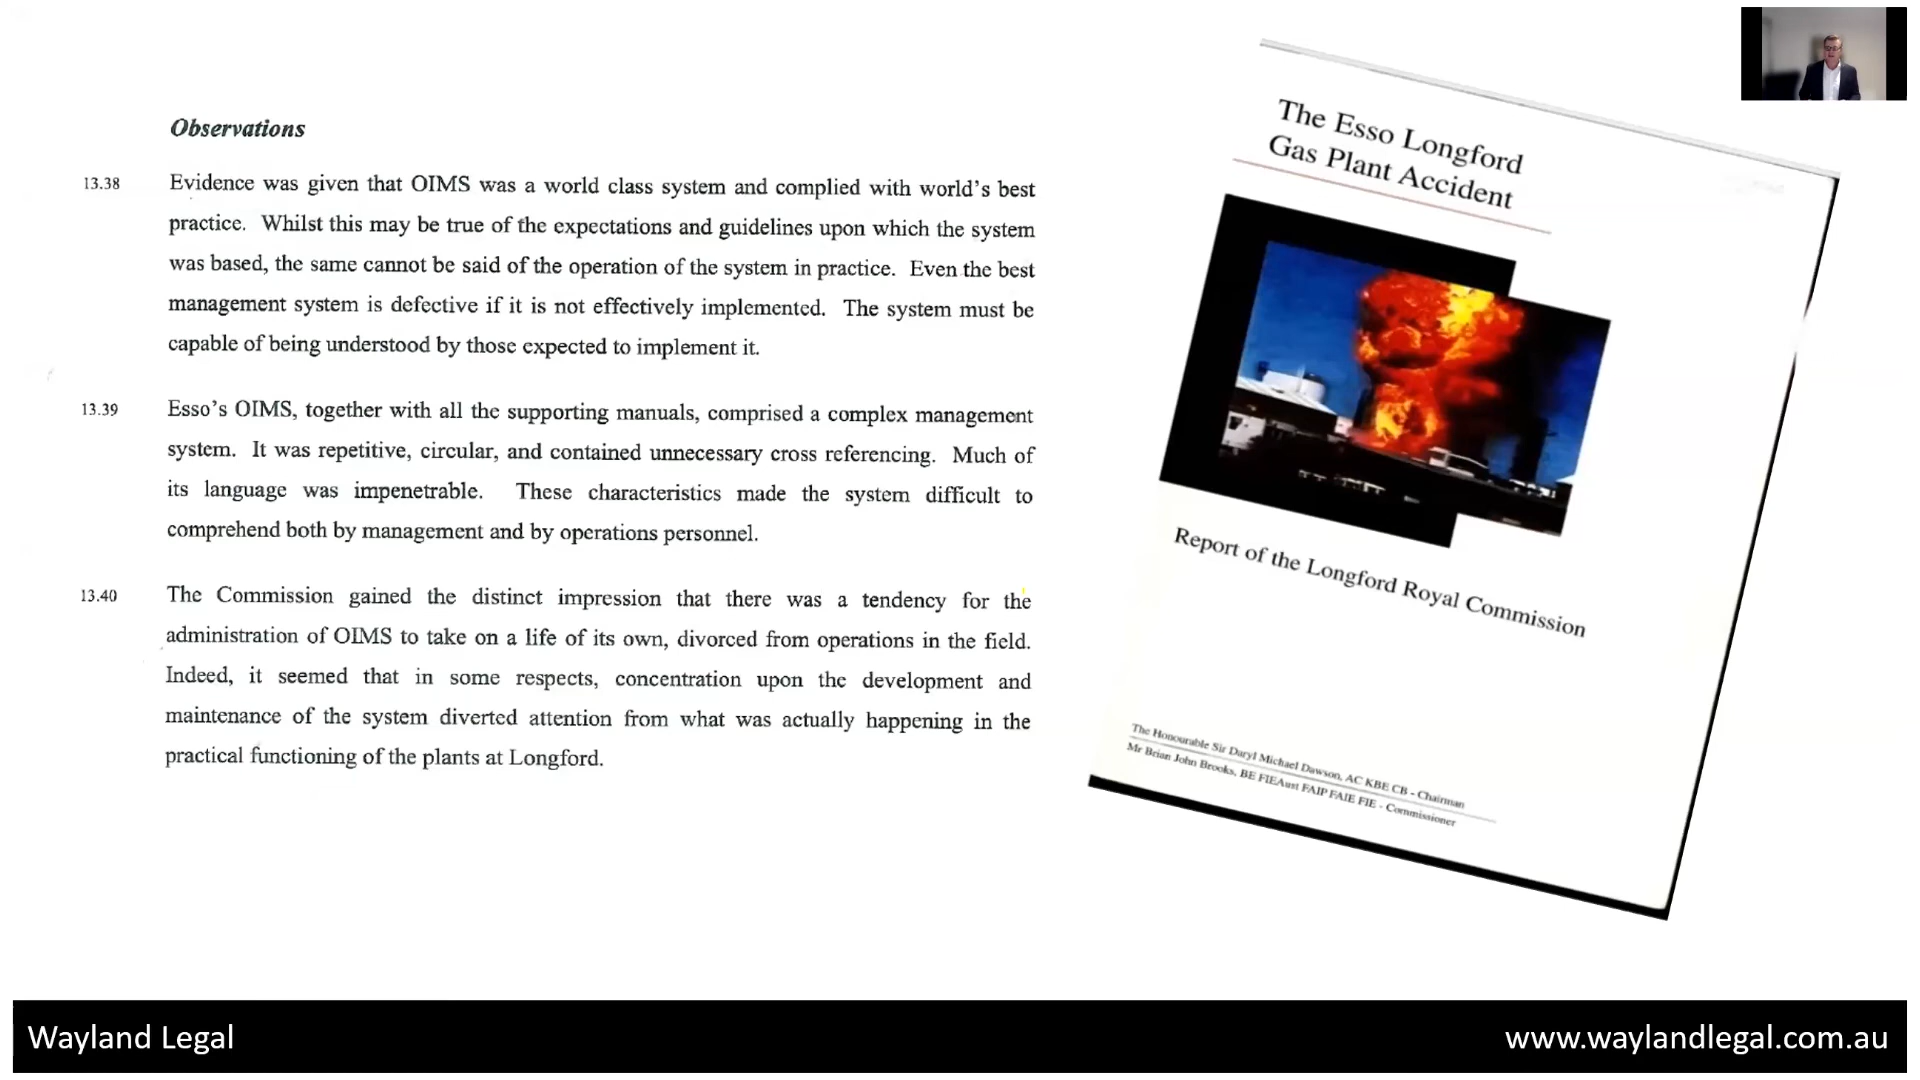 Observations
13.38 Evidence was given that OIMS was a world class system and complied with world's best
practice. Whilst this may be true of the expectations and guidelines upon which the system
was based, the same cannot be said of the operation of the system in practice. Even the best
management system is defective if it is not effectively implemented. The system must be
capable of being understood by those expected to implement it.
13.39 Esso's OIMS, together with all the supporting manuals, comprised a complex management
system. It was repetitive, circular, and contained unnecessary cross referencing. Much of
its language was impenetrable. These characteristics made the system difficult to
comprehend both by management and by operations personnel.
13.40 The Commission gained the distinct impression that there was a tendency for the
administration of OIMS to take on a life of its own, divorced from operations in the field.
Indeed, it seemed that in some respects, concentration upon the development and
maintenance of the system diverted attention from what was actually happening in the
practical functioning of the plants at Longford.
The Esso Longford
Gas Plant Accident
Report of the Longford Royal Commission
The Honourable Sir Daryl Michael Dawson, AC KBE CB - Chairman
Mr Brian John Brooks, BE FIEAust FAIP FAIE FIE - Commissioner
Wayland Legal
www.waylandlegal.com.au